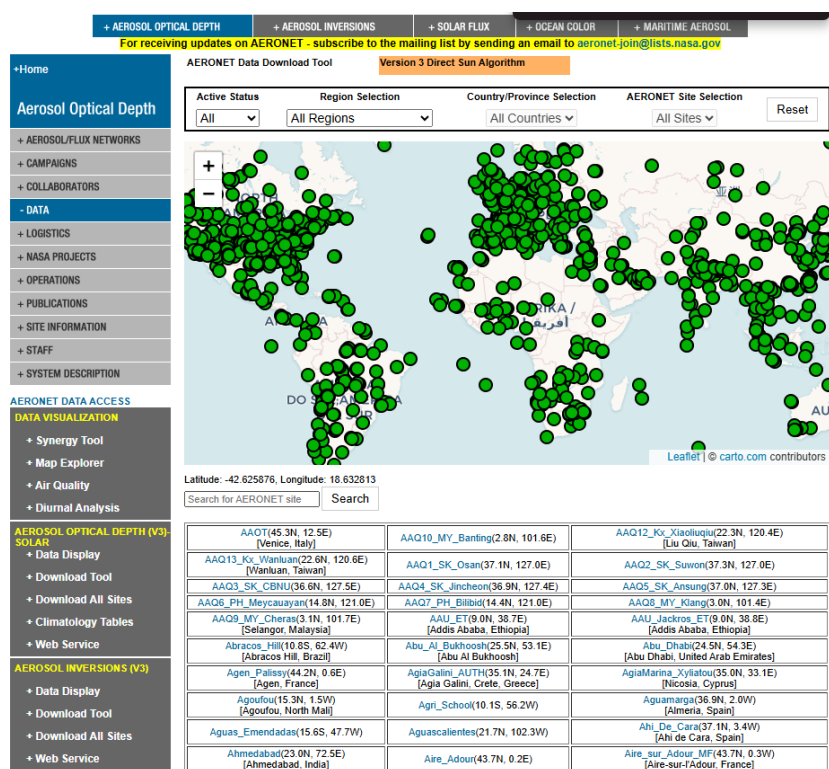 + AEROSOL OPTICAL DEPTH
+ AEROSOL INVERSIONS
+ SOLAR FLUX
+ OCEAN COLOR
+ MARITIME AEROSOL
For receiving updates on AERONET - subscribe to the mailing list by sending an email to aeronet-join@lists.nasa.gov
+Home
Aerosol Optical Depth
+ AEROSOL/FLUX NETWORKS
+ CAMPAIGNS
+ COLLABORATORS
- DATA
+ LOGISTICS
+ NASA PROJECTS
+ OPERATIONS
+ PUBLICATIONS
+ SITE INFORMATION
+ STAFF
+ SYSTEM DESCRIPTION
AERONET DATA ACCESS
DATA VISUALIZATION
+ Synergy Tool
+ Map Explorer
+ Air Quality
+ Diurnal Analysis
AEROSOL OPTICAL DEPTH (V3)-
SOLAR
+ Data Display
+ Download Tool
+ Download All Sites
+ Climatology Tables
+ Web Service
AEROSOL INVERSIONS (V3)
+ Data Display
+ Download Tool
+ Download All Sites
+ Web Service
AERONET Data Download Tool
Version 3 Direct Sun Algorithm
Active Status
Region Selection
Country/Province Selection
AERONET Site Selection
All
All Regions
All Countries
All Sites
Reset
+
−
亚洲
أفريقيا
Leaflet | © carto.com contributors
Latitude: -42.625876, Longitude: 18.632813
Search for AERONET site
Search
AAOT(45.3N, 12.5E)
[Venice, Italy]
AAQ10_MY_Banting(2.8N, 101.6E)
AAQ12_Kx_Xiaoliuqiu(22.3N, 120.4E)
[Liu Qiu, Taiwan]
AAQ13_Kx_Wanluan(22.6N, 120.6E)
[Wanluan, Taiwan]
AAQ1_SK_Osan(37.1N, 127.0E)
AAQ2_SK_Suwon(37.3N, 127.0E)
AAQ3_SK_CBNU(36.6N, 127.5E)
AAQ4_SK_Jincheon(36.9N, 127.4E)
AAQ5_SK_Ansung(37.0N, 127.3E)
AAQ6_PH_Meycauayan(14.8N, 121.0E)
AAQ7_PH_Bilibid(14.4N, 121.0E)
AAQ8_MY_Klang(3.0N, 101.4E)
AAQ9_MY_Cheras(3.1N, 101.7E)
[Selangor, Malaysia]
AAU_ET(9.0N, 38.7E)
[Addis Ababa, Ethiopia]
AAU_Jackros_ET(9.0N, 38.8E)
[Addis Ababa, Ethiopia]
Abracos_Hill(10.8S, 62.4W)
[Abracos Hill, Brazil]
Abu_Al_Bukhoosh(25.5N, 53.1E)
[Abu Al Bukhoosh]
Abu_Dhabi(24.5N, 54.3E)
[Abu Dhabi, United Arab Emirates]
Agen_Palissy(44.2N, 0.6E)
[Agen, France]
AgiaGalini_AUTH(35.1N, 24.7E)
[Agia Galini, Crete, Greece]
AgiaMarina_Xyliatou(35.0N, 33.1E)
[Nicosia, Cyprus]
Agoufou(15.3N, 1.5W)
[Agoufou, North Mali]
Agri_School(10.1S, 56.2W)
Aguamarga(36.9N, 2.0W)
[Almeria, Spain]
Aguas_Emendadas(15.6S, 47.7W)
Aguascalientes(21.7N, 102.3W)
Ahi_De_Cara(37.1N, 3.4W)
[Ahi de Cara, Spain]
Ahmedabad(23.0N, 72.5E)
[Ahmedabad, India]
Aire_Adour(43.7N, 0.2E)
Aire_sur_Adour_MF(43.7N, 0.3W)
[Aire-sur-l'Adour, France]